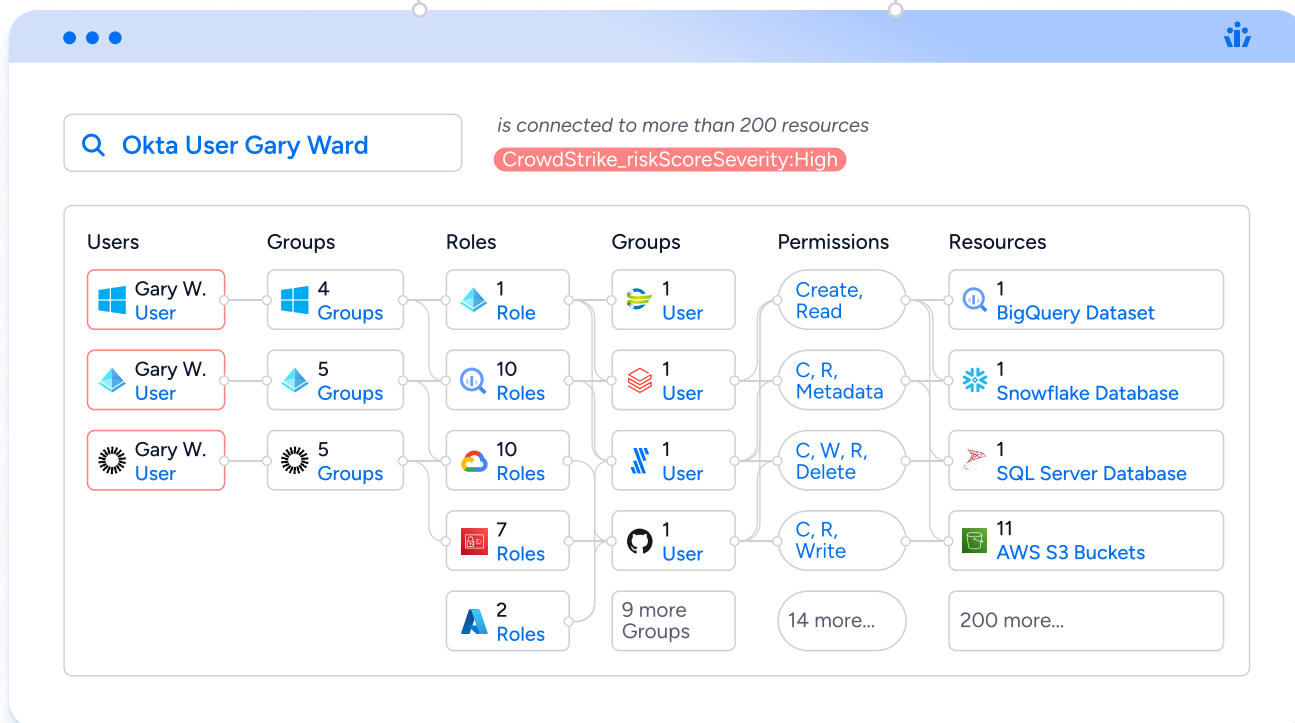 Okta User Gary Ward
is connected to more than 200 resources
CrowdStrike_riskScoreSeverity:High
Users
Groups
Roles
Groups
Permissions
Resources
Gary W.
User
4
Groups
1
Role
1
User
Create,
Read
1
BigQuery Dataset
Gary W.
User
5
Groups
10
Roles
1
User
C, R,
Metadata
1
Snowflake Database
Gary W.
User
5
Groups
10
Roles
1
User
C, W, R,
Delete
1
SQL Server Database
7
Roles
1
User
C, R,
Write
11
AWS S3 Buckets
2
Roles
9 more
Groups
14 more...
200 more...